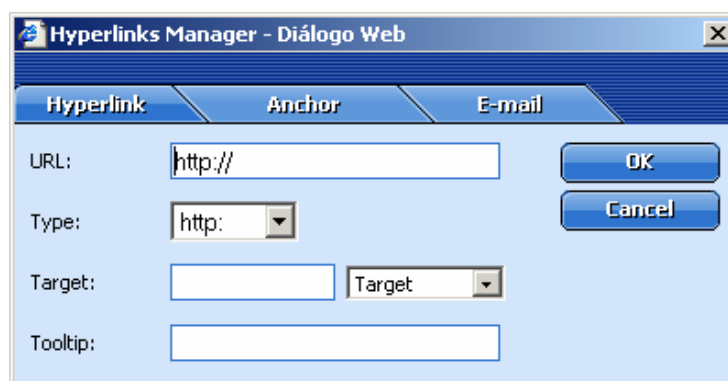 Hyperlinks Manager - Diálogo Web
Hyperlink Anchor E-mail
URL: http:// OK
Type: http: Cancel
Target: Target
Tooltip: